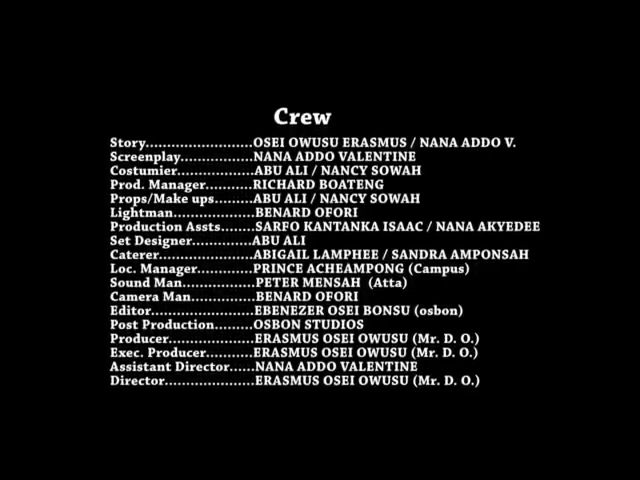 Crew
Story.........................OSEI OWUSU ERASMUS / NANA ADDO V.
Screenplay.................NANA ADDO VALENTINE
Costumier..................ABU ALI / NANCY SOWAH
Prod. Manager...........RICHARD BOATENG
Props/Make ups.........ABU ALI / NANCY SOWAH
Lightman...................BENARD OFORI
Production Assts........SARFO KANTANKA ISAAC / NANA AKYEDEE
Set Designer..............ABU ALI
Caterer......................ABIGAIL LAMPHEE / SANDRA AMPONSAH
Loc. Manager.............PRINCE ACHEAMPONG (Campus)
Sound Man.................PETER MENSAH (Atta)
Camera Man...............BENARD OFORI
Editor........................EBENEZER OSEI BONSU (osbon)
Post Production.........OSBON STUDIOS
Producer....................ERASMUS OSEI OWUSU (Mr. D. O.)
Exec. Producer...........ERASMUS OSEI OWUSU (Mr. D. O.)
Assistant Director......NANA ADDO VALENTINE
Director.....................ERASMUS OSEI OWUSU (Mr. D. O.)